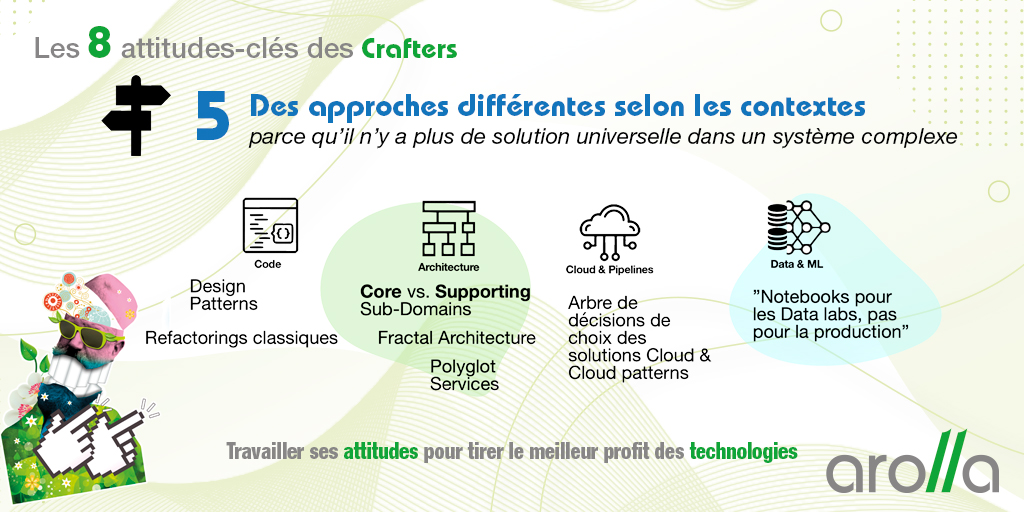 Les 8 attitudes-clés des Crafters
5 Des approches différentes selon les contextes
parce qu'il n'y a plus de solution universelle dans un système complexe
Code
Design
Patterns
Refactorings classiques
Architecture
Core vs. Supporting
Sub-Domains
Fractal Architecture
Polyglot
Services
Cloud & Pipelines
Arbre de
décisions de
choix des
solutions Cloud &
Cloud patterns
Data & ML
”Notebooks pour
les Data labs, pas
pour la production”
Travailler ses attitudes pour tirer le meilleur profit des technologies
arolla